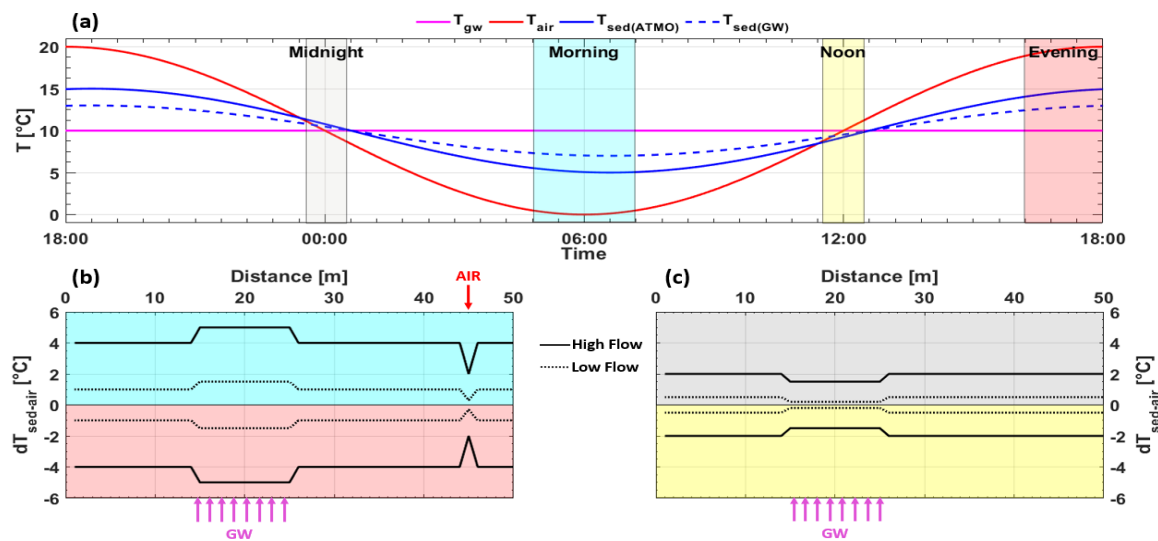 (a)
T_gw T_air T_sed(ATMO) T_sed(GW)
Midnight Morning Noon Evening
T [°C]
20
15
10
5
0
18:00 00:00 06:00 12:00 18:00
Time
(b) Distance [m] AIR
0 10 20 30 40 50
dT_sed-air [°C]
6
4
2
0
-2
-4
-6
GW
High Flow
Low Flow
(c) Distance [m]
0 10 20 30 40 50
6
4
2
0
-2
-4
-6
dT_sed-air [°C]
GW